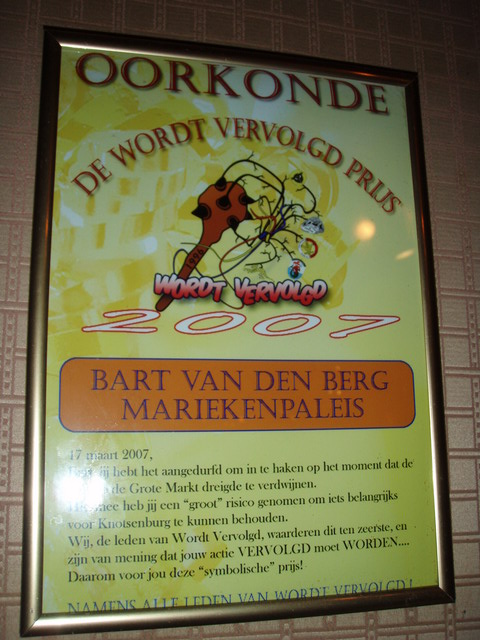 OORKONDE
DE WORDT VERVOLGD PRIJS
1996
WORDT VERVOLGD
2007
BART VAN DEN BERG
MARIEKENPALEIS
17 maart 2007,
jij hebt het aangedurfd om in te haken op het moment dat de
de Grote Markt dreigde te verdwijnen.
heb jij een “groot” risico genomen om iets belangrijks
voor Knotsenburg te kunnen behouden.
Wij, de leden van Wordt Vervolgd, waarderen dit ten zeerste, en
zijn van mening dat jouw actie VERVOLGD moet WORDEN....
Daarom voor jou deze “symbolische” prijs!
NAMENS ALLE LEDEN VAN WORDT VERVOLGD !